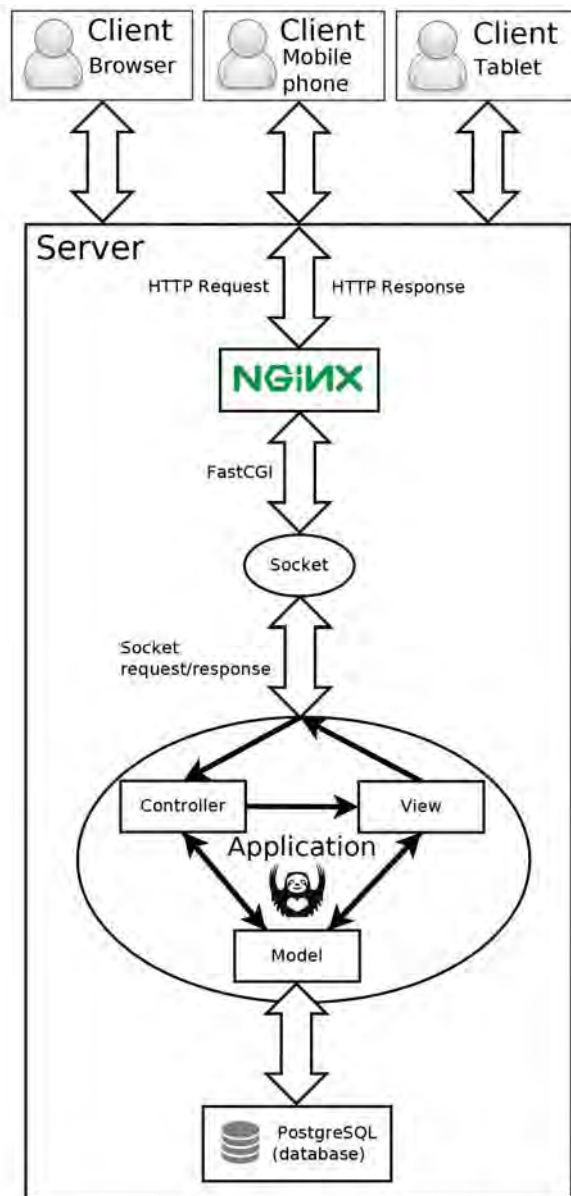 Client
Browser
Client
Mobile
phone
Client
Tablet
Server
HTTP Request
HTTP Response
NGINX
FastCGI
Socket
Socket
request/response
Controller
View
Application
Model
PostgreSQL
(database)